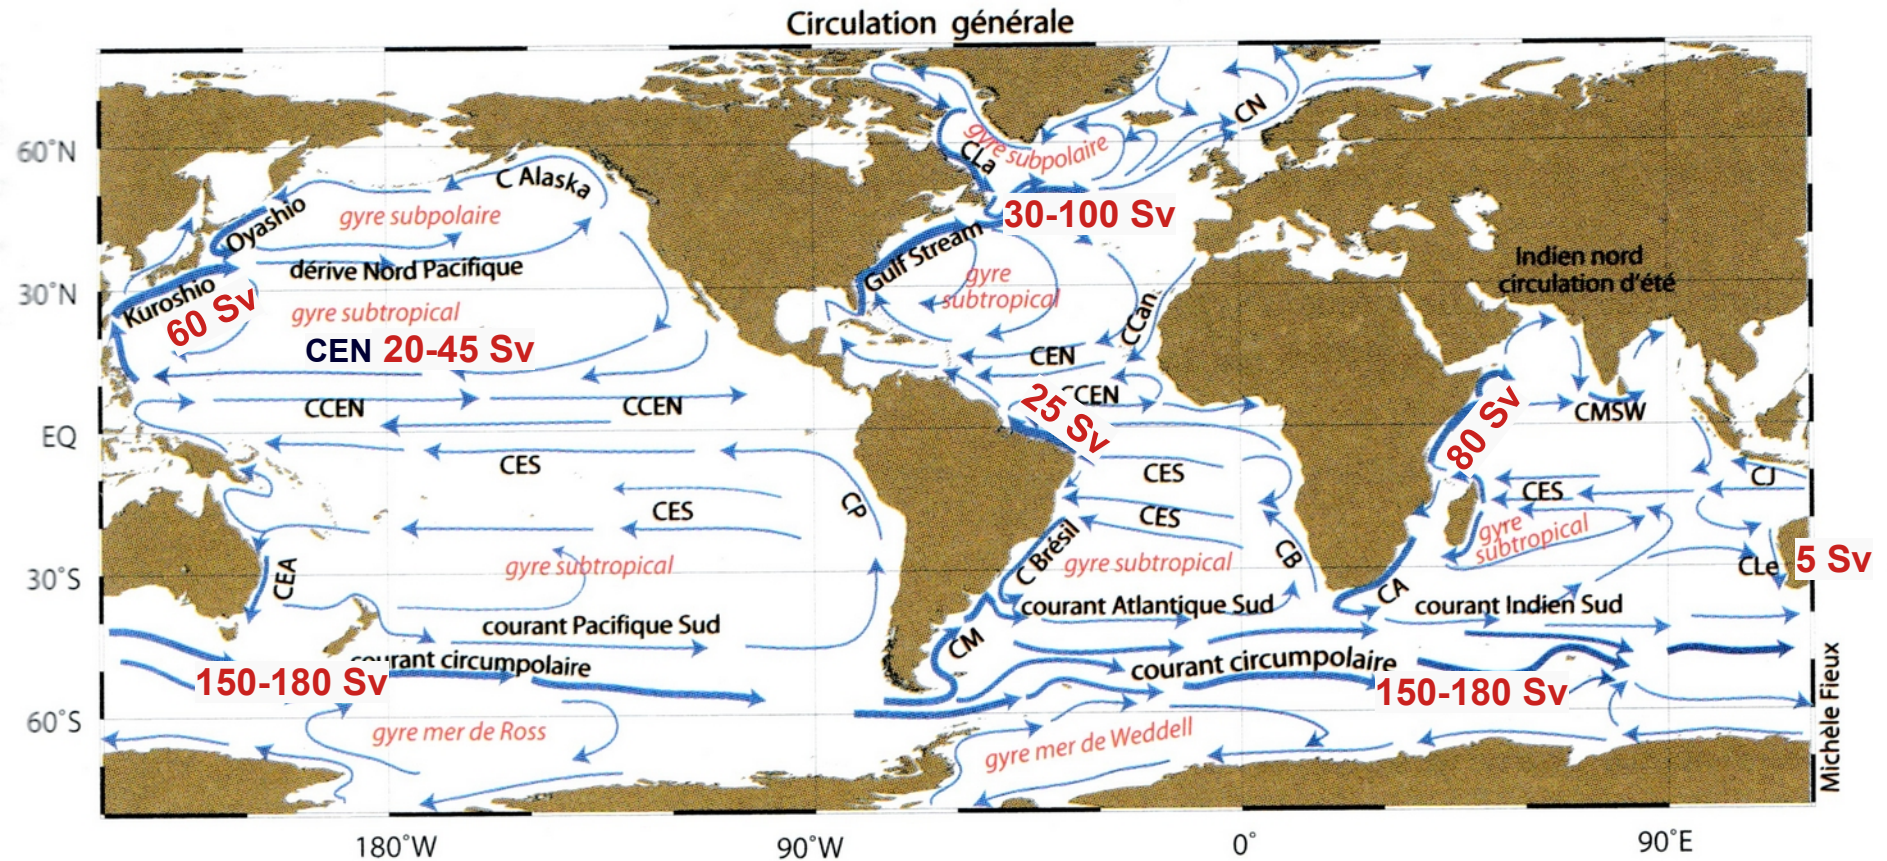 Circulation générale
60°N
30°N
EQ
30°S
60°S
CN
gyre subpolaire
CLa
C Alaska
Oyashio
gyre subpolaire
30-100 Sv
Gulf Stream
dérive Nord Pacifique
Kuroshio
60 Sv
gyre subtropical
gyre
subtropical
Indien nord
circulation d'été
CCan
CEN 20-45 Sv
CEN
CCEN
CCEN
CCEN
25 Sv
80 Sv
CMSW
CES
CES
CJ
CES
CES
CES
CP
C Brésil
gyre
subtropical
gyre subtropical
gyre subtropical
CB
CLe
5 Sv
CEA
CA
courant Atlantique Sud
courant Indien Sud
courant Pacifique Sud
CM
courant circumpolaire
courant circumpolaire
150-180 Sv
150-180 Sv
gyre mer de Ross
gyre mer de Weddell
Michèle Fieux
180°W
90°W
0°
90°E